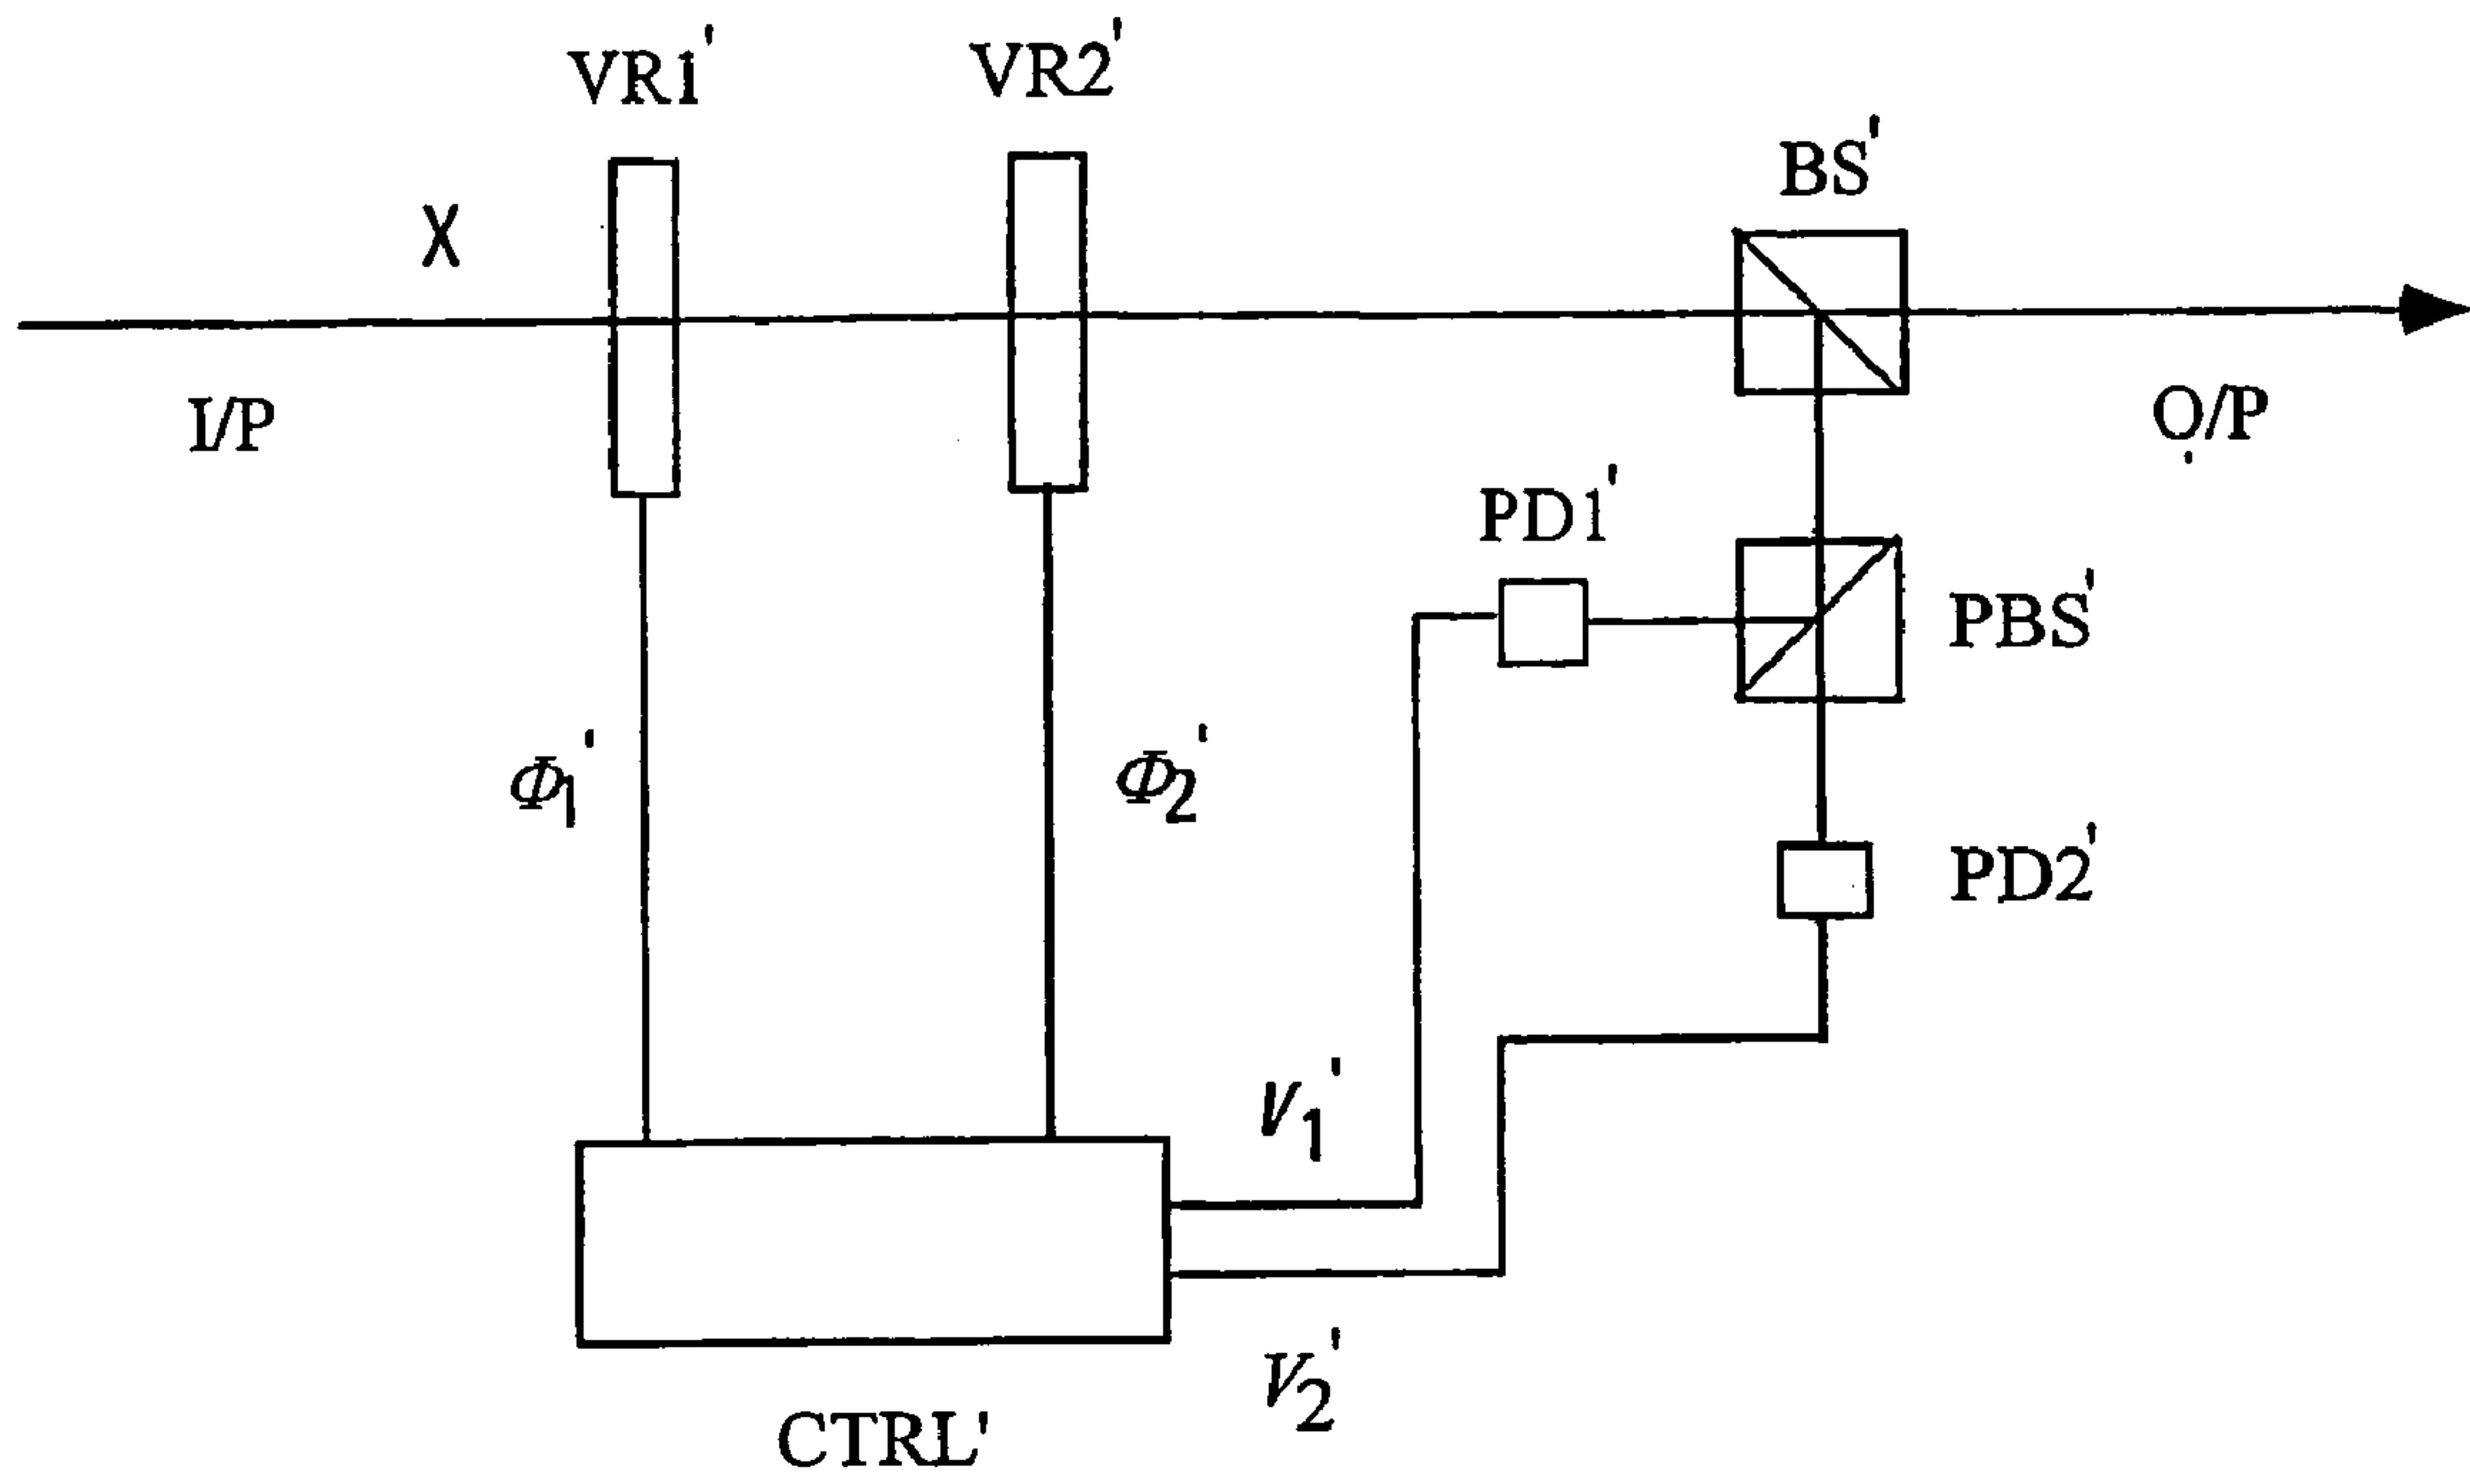 VR1'
VR2'
BS'
X
I/P
O/P
PD1'
PBS'
Φ1'
Φ2'
PD2'
V1'
V2'
CTRL'